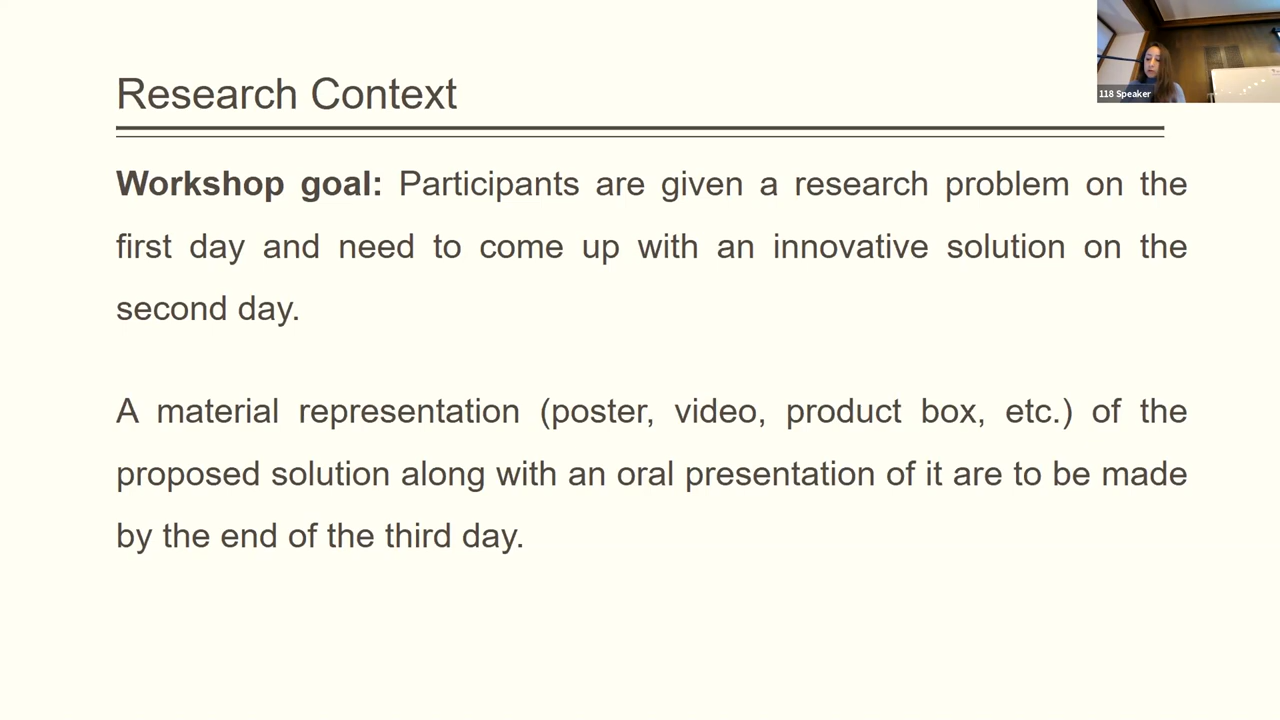 Research Context
118 Speaker
Workshop goal: Participants are given a research problem on the
first day and need to come up with an innovative solution on the
second day.
A material representation (poster, video, product box, etc.) of the
proposed solution along with an oral presentation of it are to be made
by the end of the third day.